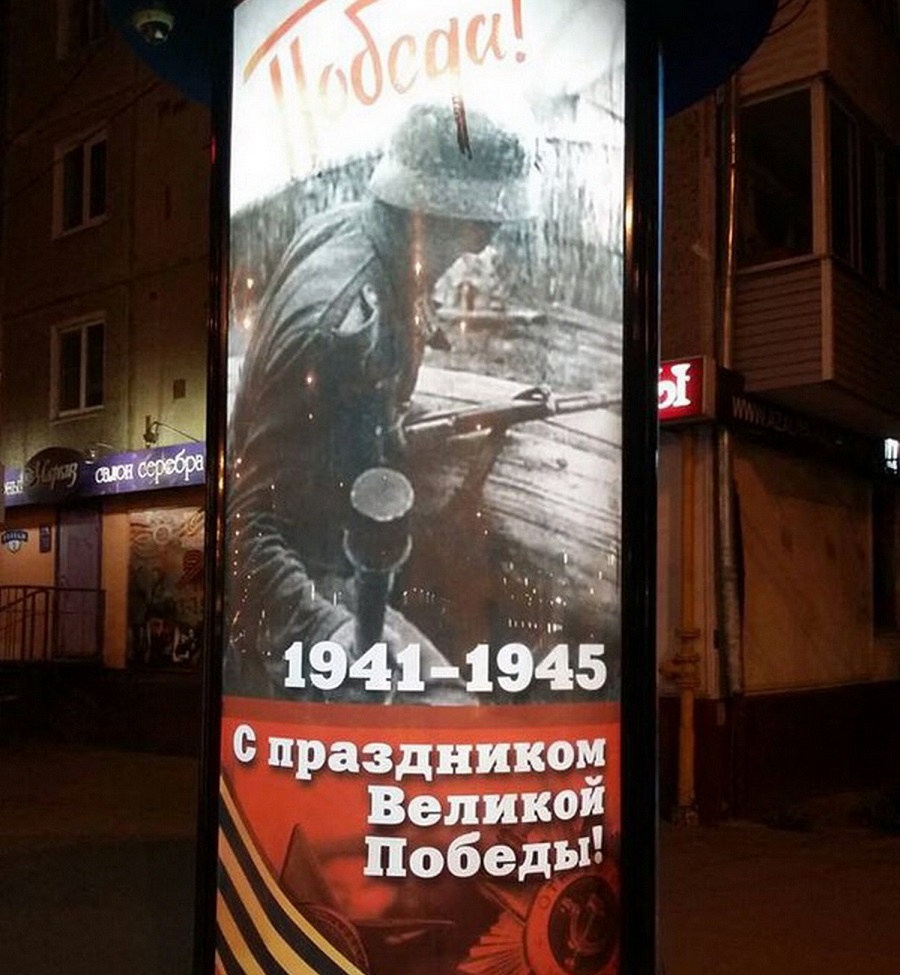 Победа!
1941-1945
С праздником
Великой
Победы!
салон серебра
ы